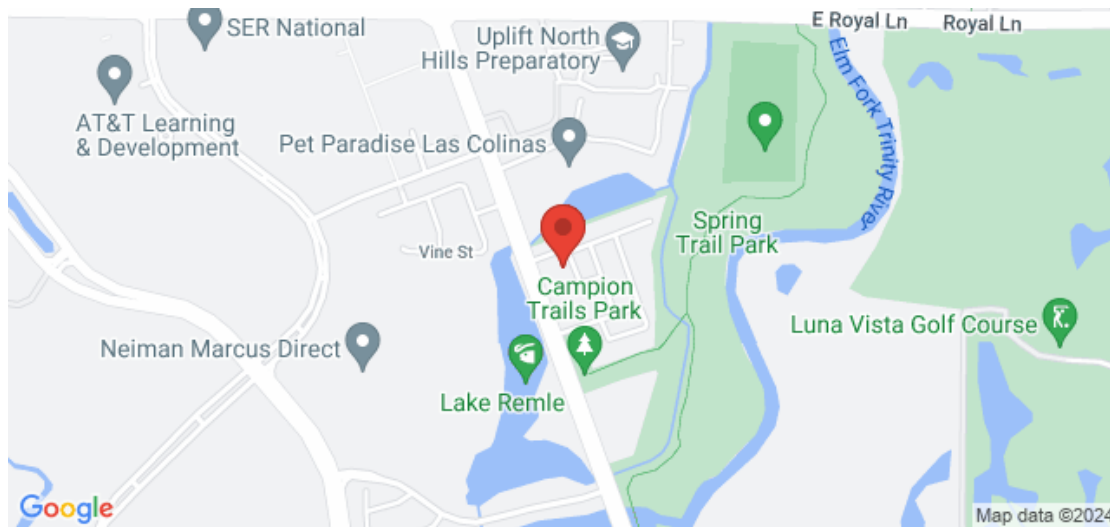 E Royal Ln
Royal Ln
SER National
Uplift North
Hills Preparatory
Elm Fork Trinity River
AT&T Learning
& Development
Pet Paradise Las Colinas
Spring
Trail Park
Vine St
Campion
Trails Park
Luna Vista Golf Course
Neiman Marcus Direct
Lake Remle
Google
Map data ©2024